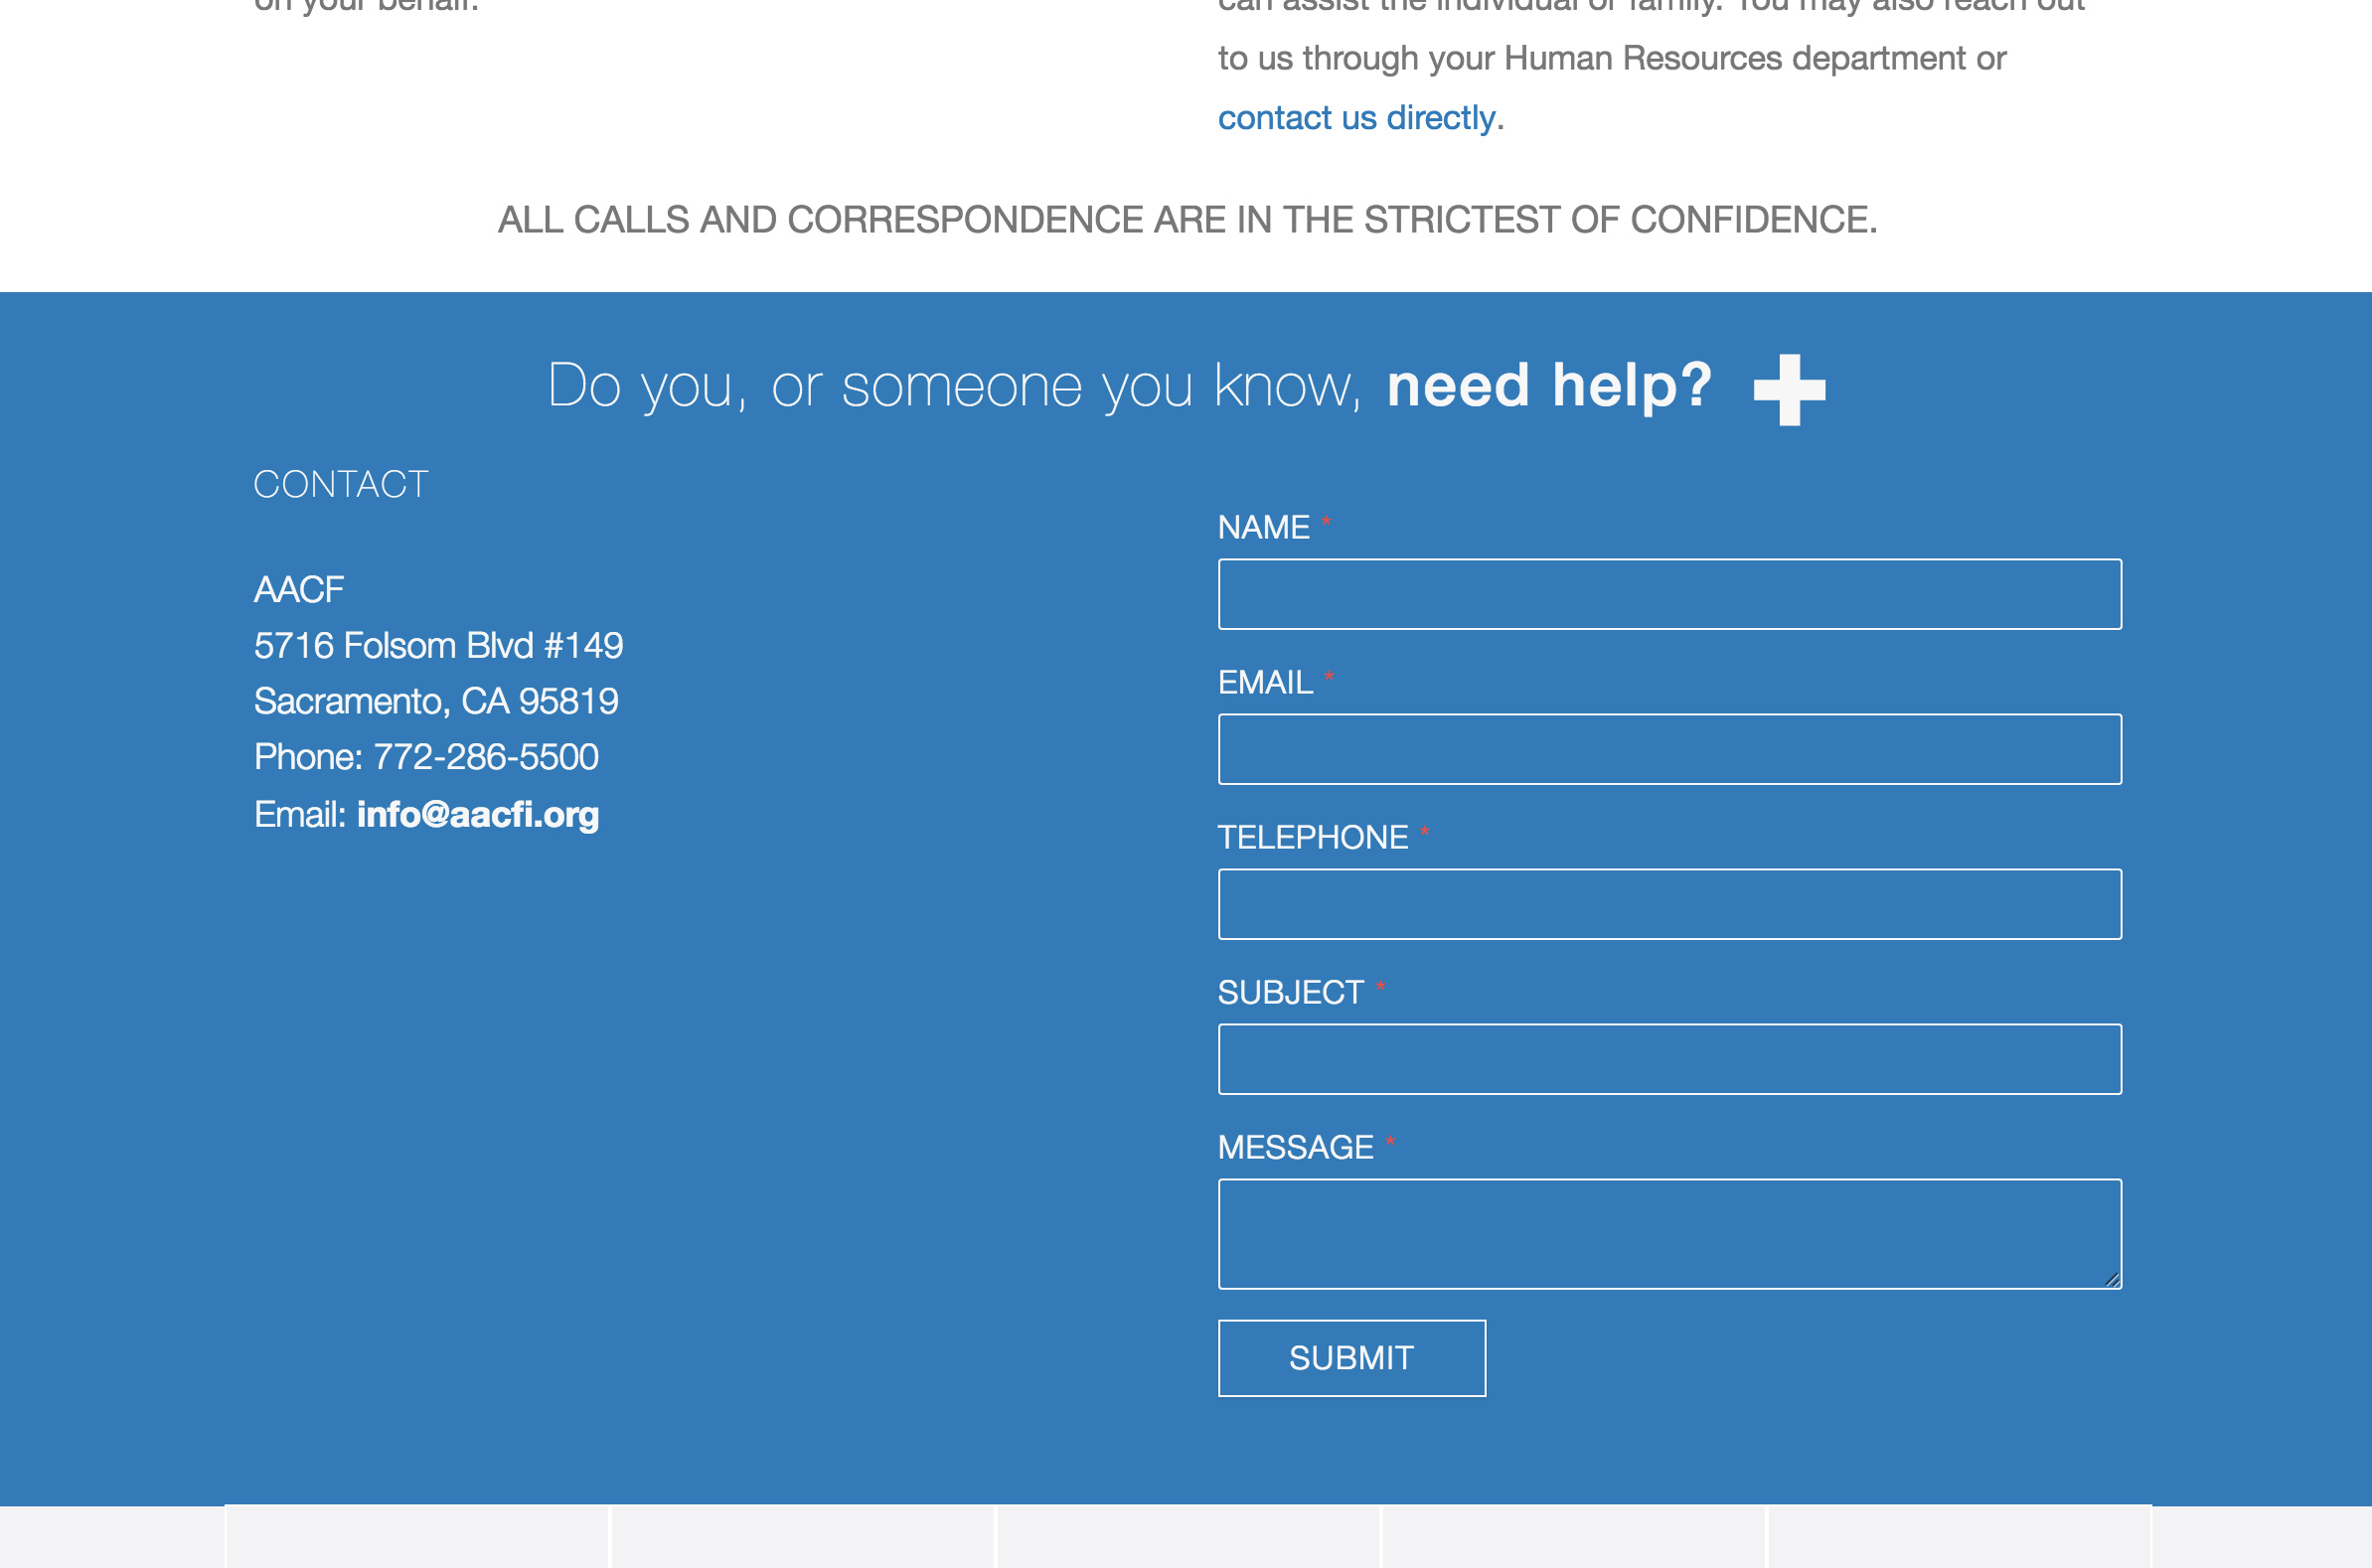 on your behalf.
can assist the individual or family. You may also reach out
to us through your Human Resources department or
contact us directly.
ALL CALLS AND CORRESPONDENCE ARE IN THE STRICTEST OF CONFIDENCE.
Do you, or someone you know, need help?
CONTACT
AACF
5716 Folsom Blvd #149
Sacramento, CA 95819
Phone: 772-286-5500
Email: info@aacfi.org
NAME *
EMAIL *
TELEPHONE *
SUBJECT *
MESSAGE *
SUBMIT